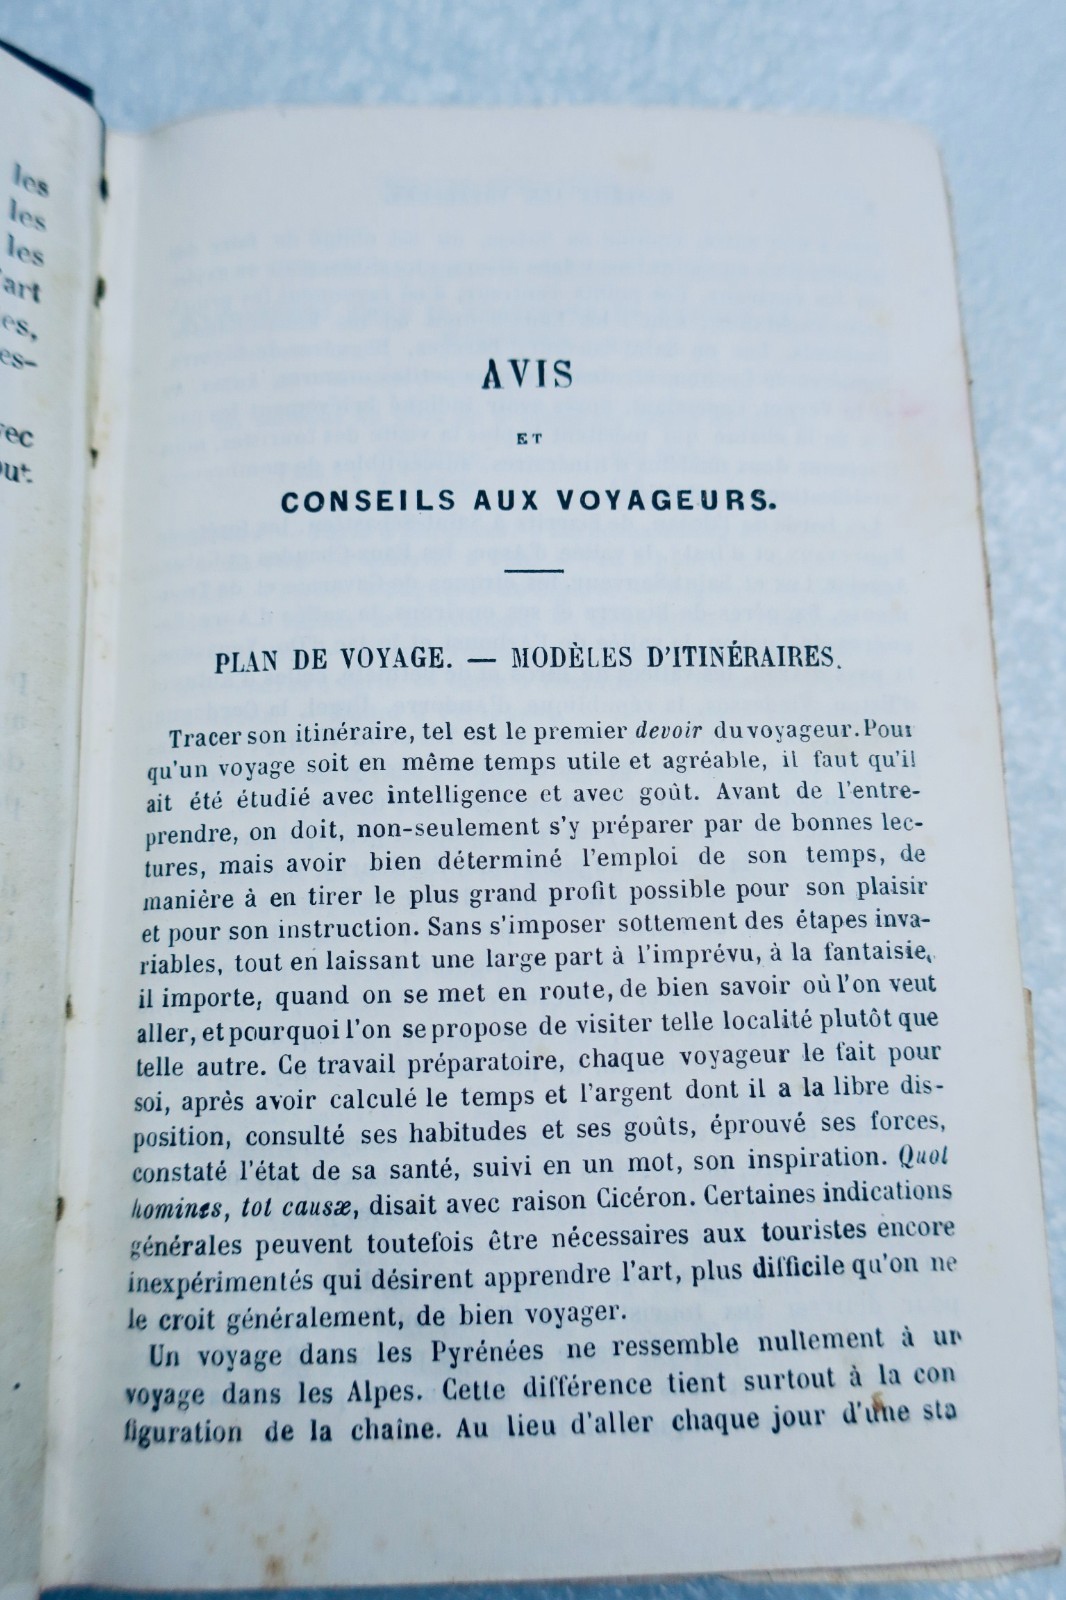 les
les
les
'art
es,
es-
vec
out.
AVIS
ET
CONSEILS AUX VOYAGEURS.
PLAN DE VOYAGE. — MODÈLES D'ITINÉRAIRES.
Tracer son itinéraire, tel est le premier devoir du voyageur. Pour
qu'un voyage soit en même temps utile et agréable, il faut qu'il
ait été étudié avec intelligence et avec goût. Avant de l'entre-
prendre, on doit, non-seulement s'y préparer par de bonnes lec-
tures, mais avoir bien déterminé l'emploi de son temps, de
manière à en tirer le plus grand profit possible pour son plaisir
et pour son instruction. Sans s'imposer sottement des étapes inva-
riables, tout en laissant une large part à l'imprévu, à la fantaisie,
il importe, quand on se met en route, de bien savoir où l'on veut
aller, et pourquoi l'on se propose de visiter telle localité plutôt que
telle autre. Ce travail préparatoire, chaque voyageur le fait pour
soi, après avoir calculé le temps et l'argent dont il a la libre dis-
position, consulté ses habitudes et ses goûts, éprouvé ses forces,
constaté l'état de sa santé, suivi en un mot, son inspiration. Quot
homines, tot causæ, disait avec raison Cicéron. Certaines indications
générales peuvent toutefois être nécessaires aux touristes encore
inexpérimentés qui désirent apprendre l'art, plus difficile qu'on ne
le croit généralement, de bien voyager.
Un voyage dans les Pyrénées ne ressemble nullement à un
voyage dans les Alpes. Cette différence tient surtout à la con
figuration de la chaîne. Au lieu d'aller chaque jour d'une sta